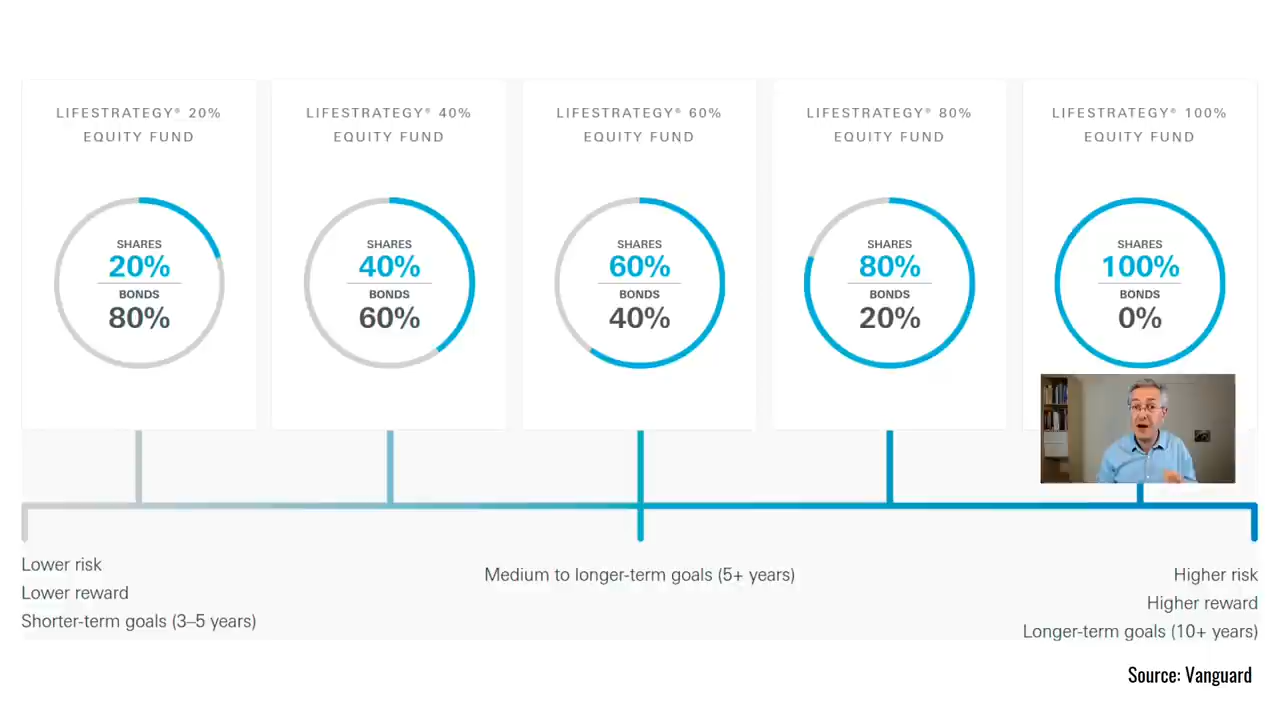 LIFESTRATEGY® 20%
EQUITY FUND
SHARES
20%
BONDS
80%
LIFESTRATEGY® 40%
EQUITY FUND
SHARES
40%
BONDS
60%
LIFESTRATEGY® 60%
EQUITY FUND
SHARES
60%
BONDS
40%
LIFESTRATEGY® 80%
EQUITY FUND
SHARES
80%
BONDS
20%
LIFESTRATEGY® 100%
EQUITY FUND
SHARES
100%
BONDS
0%
Lower risk
Lower reward
Shorter-term goals (3–5 years)
Medium to longer-term goals (5+ years)
Higher risk
Higher reward
Longer-term goals (10+ years)
Source: Vanguard